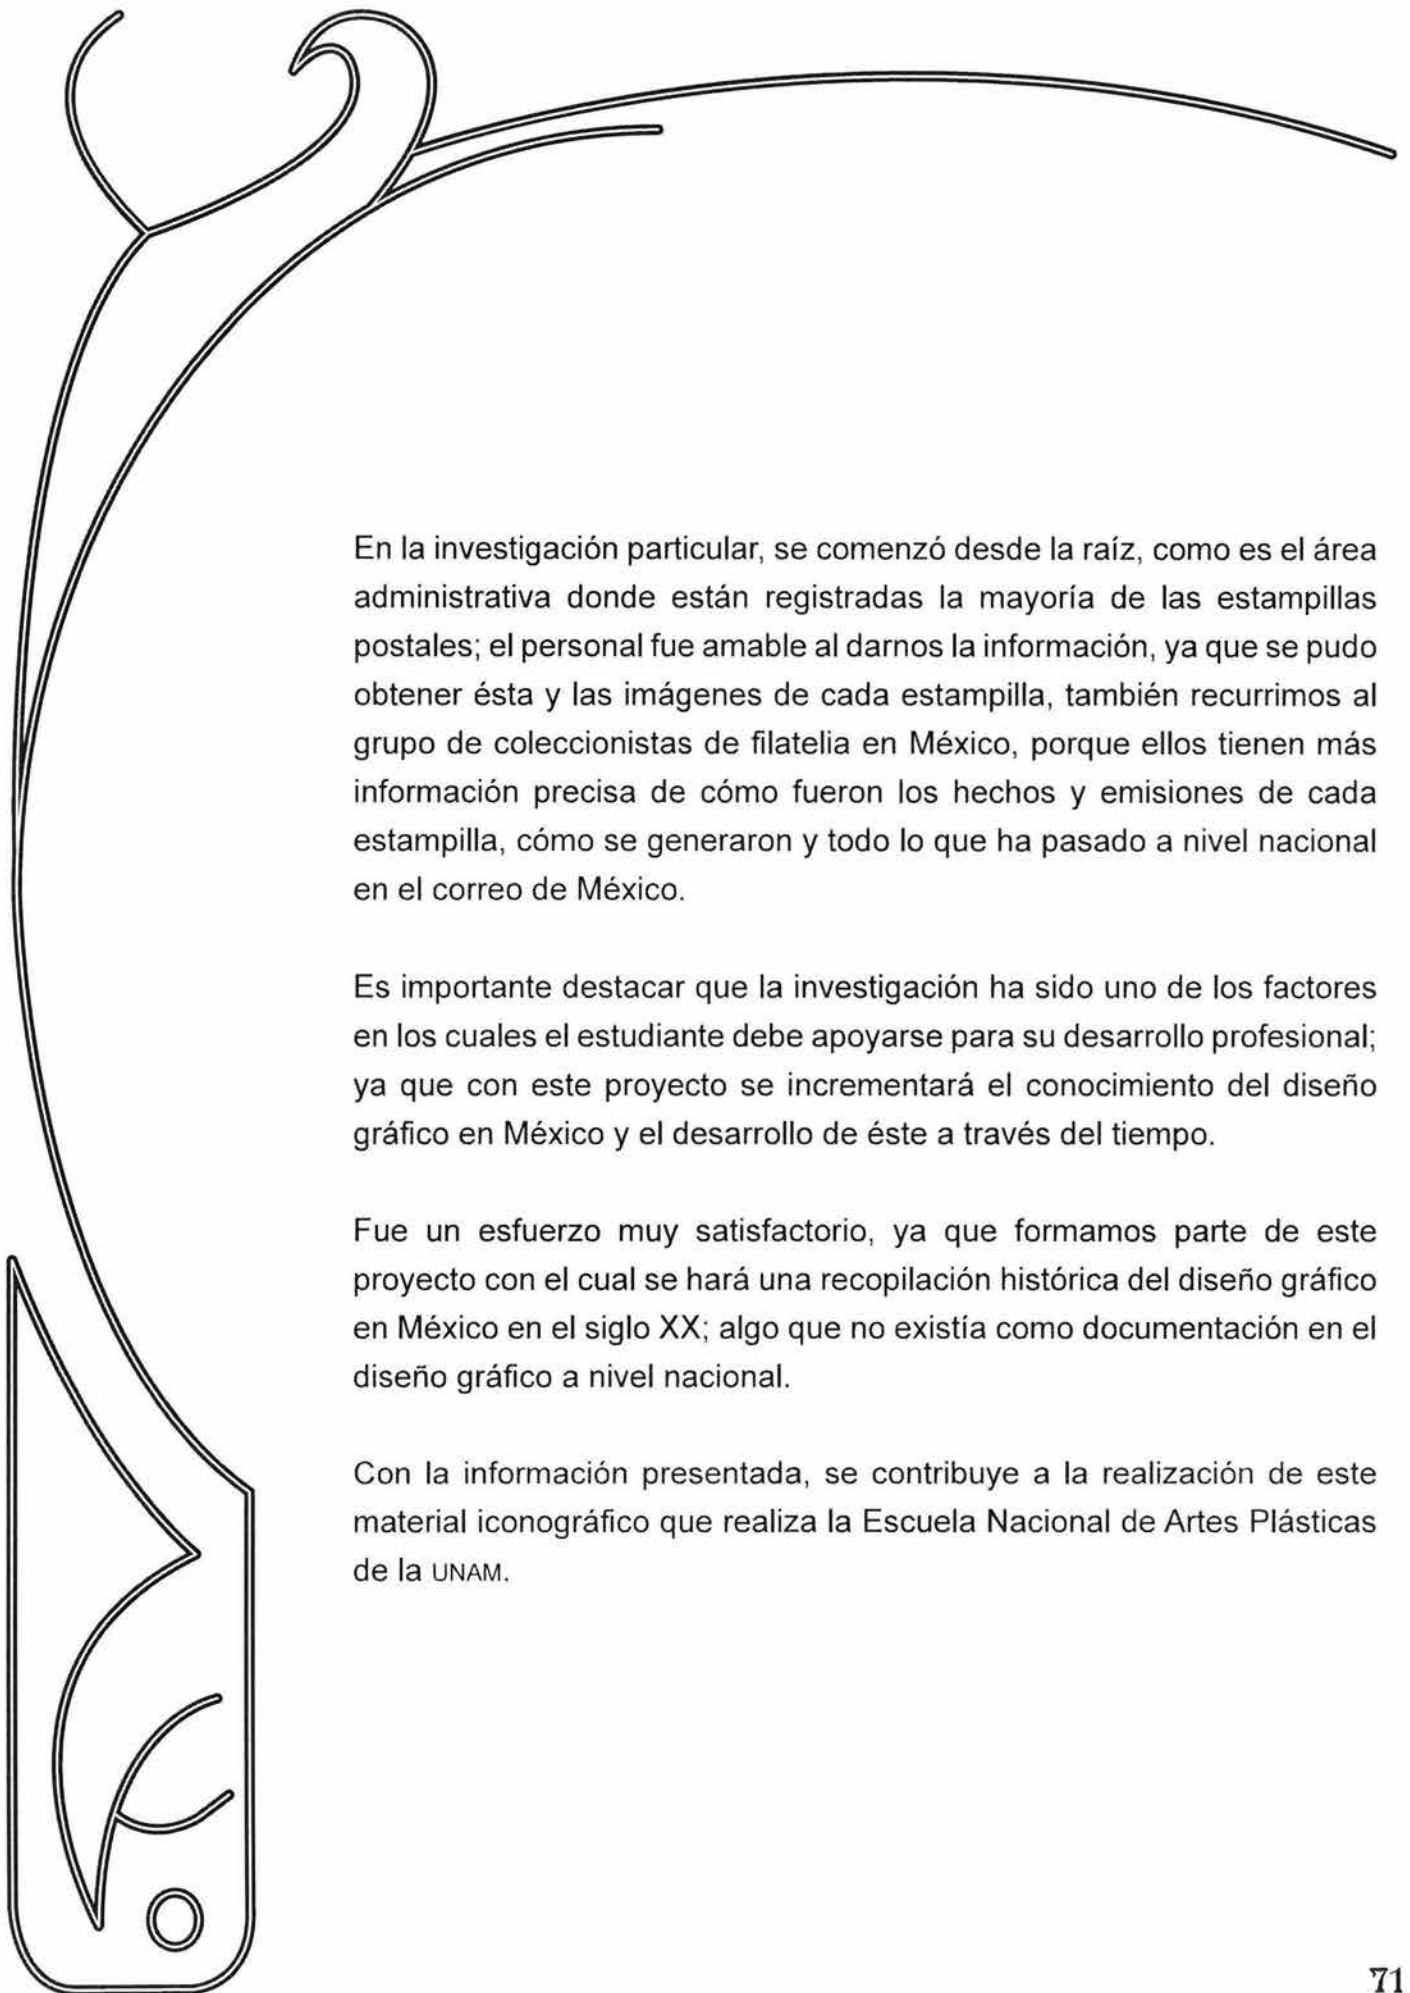 En la investigación particular, se comenzó desde la raíz, como es el área
administrativa donde están registradas la mayoría de las estampillas
postales; el personal fue amable al darnos la información, ya que se pudo
obtener ésta y las imágenes de cada estampilla, también recurrimos al
grupo de coleccionistas de filatelia en México, porque ellos tienen más
información precisa de cómo fueron los hechos y emisiones de cada
estampilla, cómo se generaron y todo lo que ha pasado a nivel nacional
en el correo de México.
Es importante destacar que la investigación ha sido uno de los factores
en los cuales el estudiante debe apoyarse para su desarrollo profesional;
ya que con este proyecto se incrementará el conocimiento del diseño
gráfico en México y el desarrollo de éste a través del tiempo.
Fue un esfuerzo muy satisfactorio, ya que formamos parte de este
proyecto con el cual se hará una recopilación histórica del diseño gráfico
en México en el siglo XX; algo que no existía como documentación en el
diseño gráfico a nivel nacional.
Con la información presentada, se contribuye a la realización de este
material iconográfico que realiza la Escuela Nacional de Artes Plásticas
de la UNAM.
71